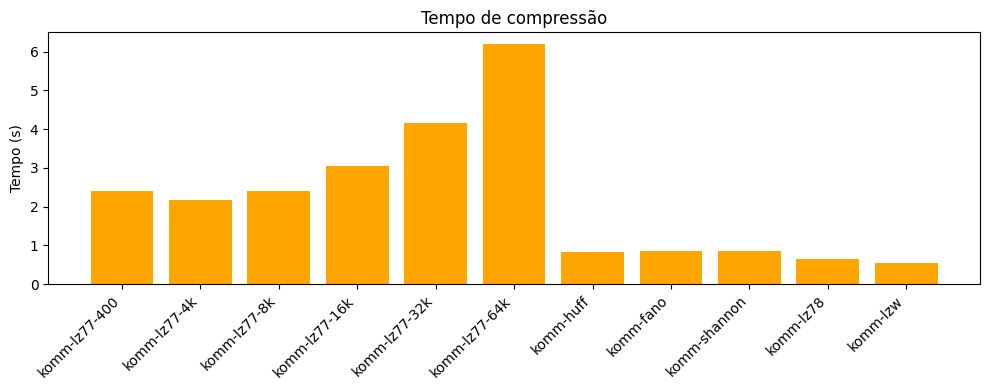 Tempo de compressão
Tempo (s)
6
5
4
3
2
1
0
komm-lz77-400
komm-lz77-4k
komm-lz77-8k
komm-lz77-16k
komm-lz77-32k
komm-lz77-64k
komm-huff
komm-fano
komm-shannon
komm-lz78
komm-lzw